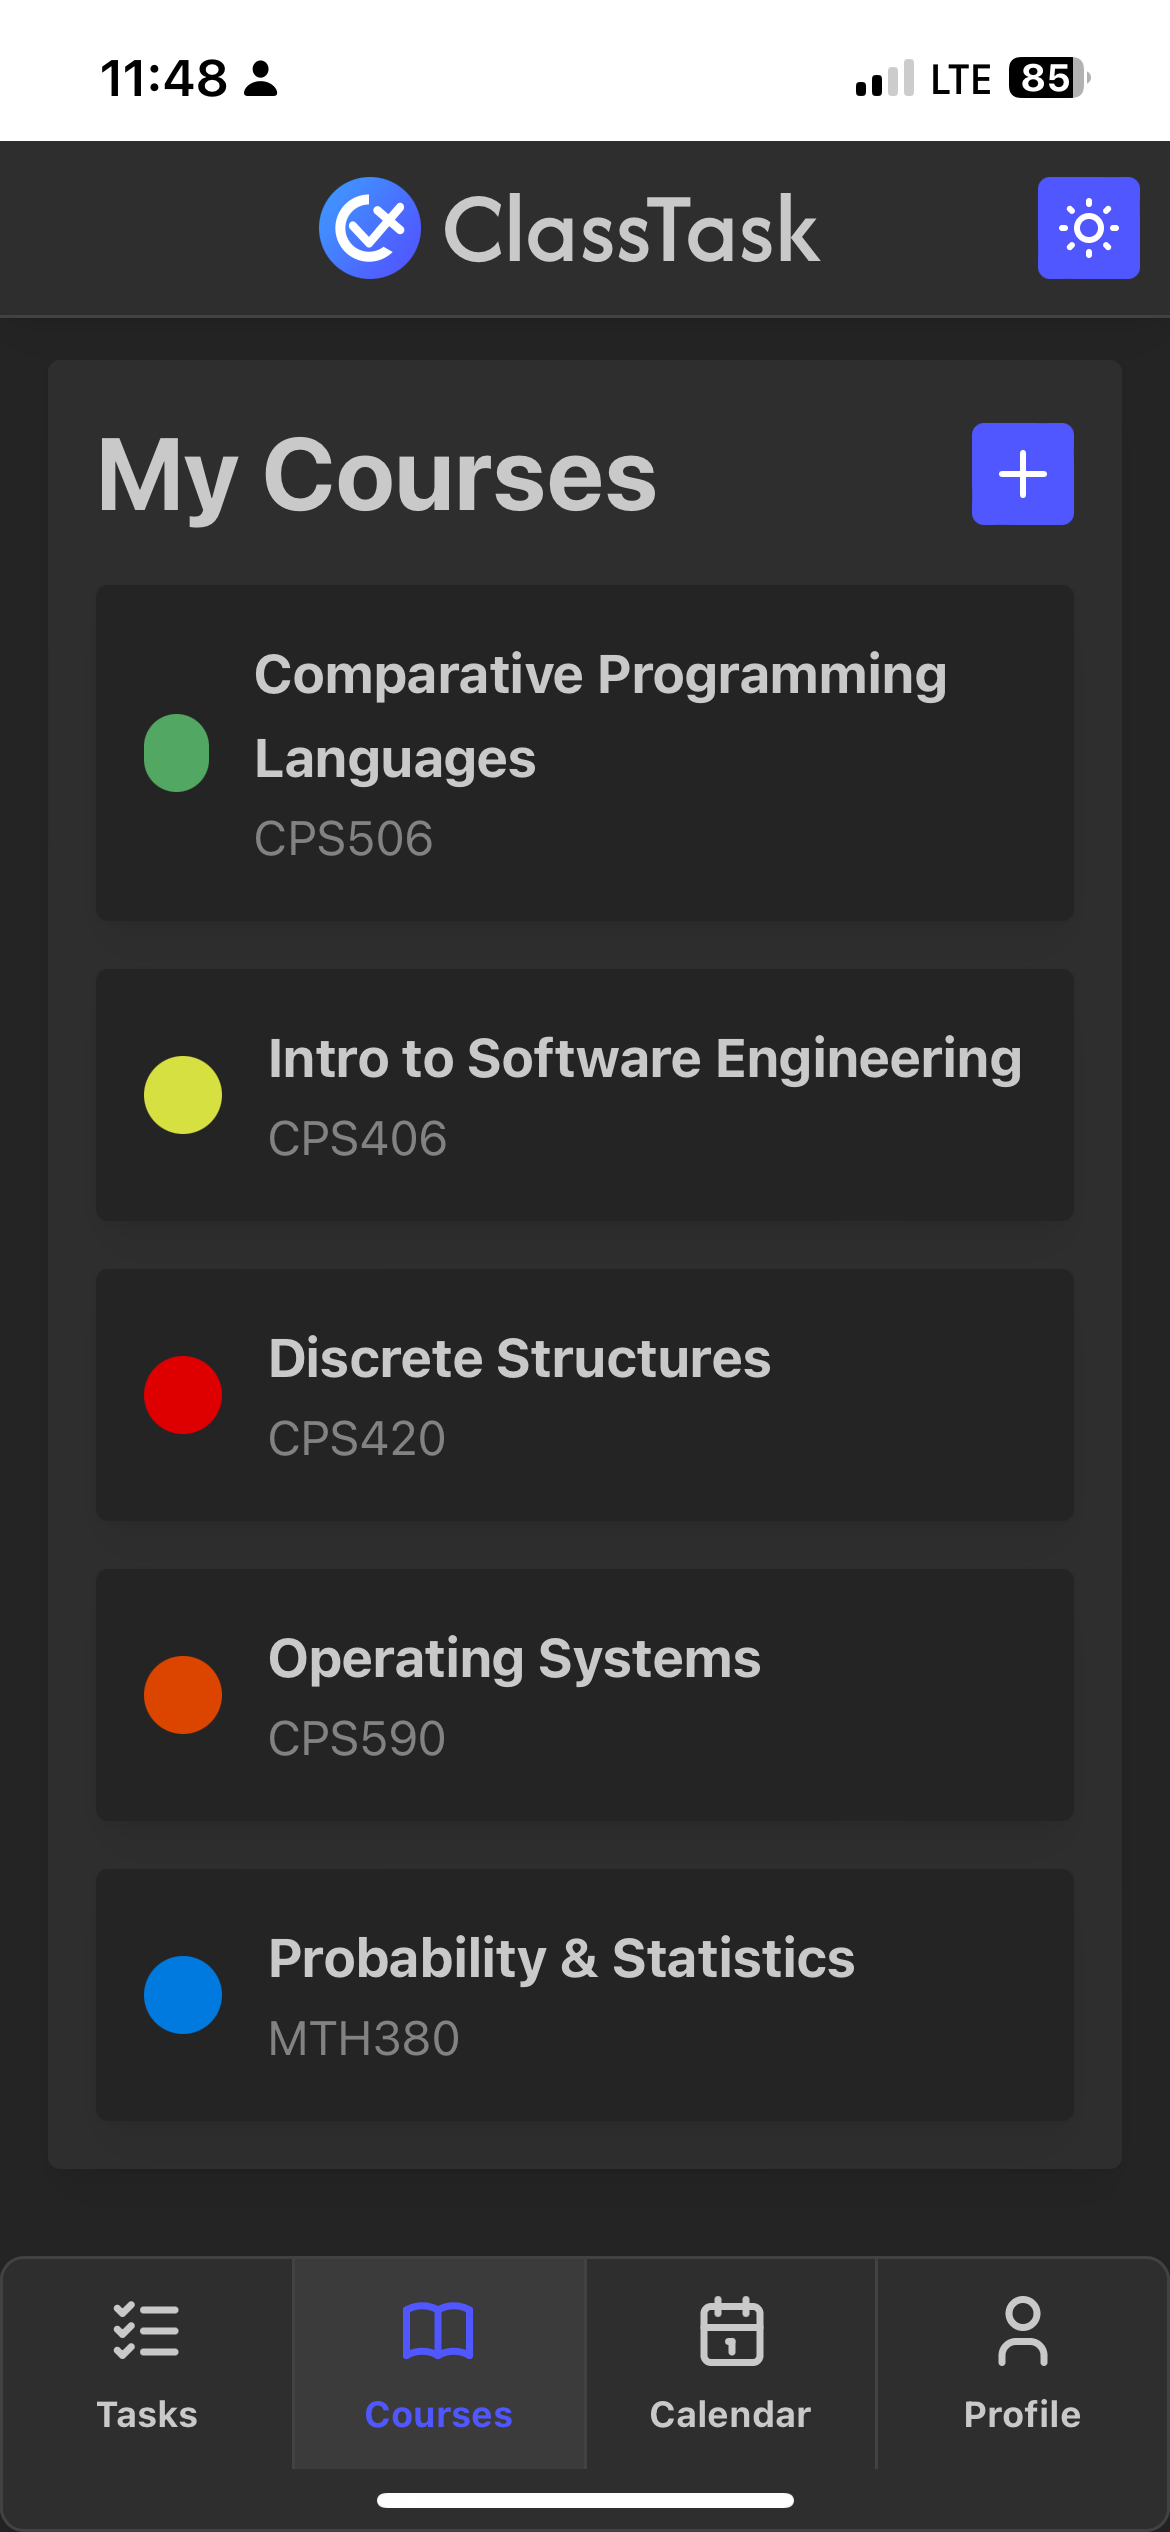 11:48
LTE 85
ClassTask
My Courses
Comparative Programming
Languages
CPS506
Intro to Software Engineering
CPS406
Discrete Structures
CPS420
Operating Systems
CPS590
Probability & Statistics
MTH380
Tasks
Courses
Calendar
Profile